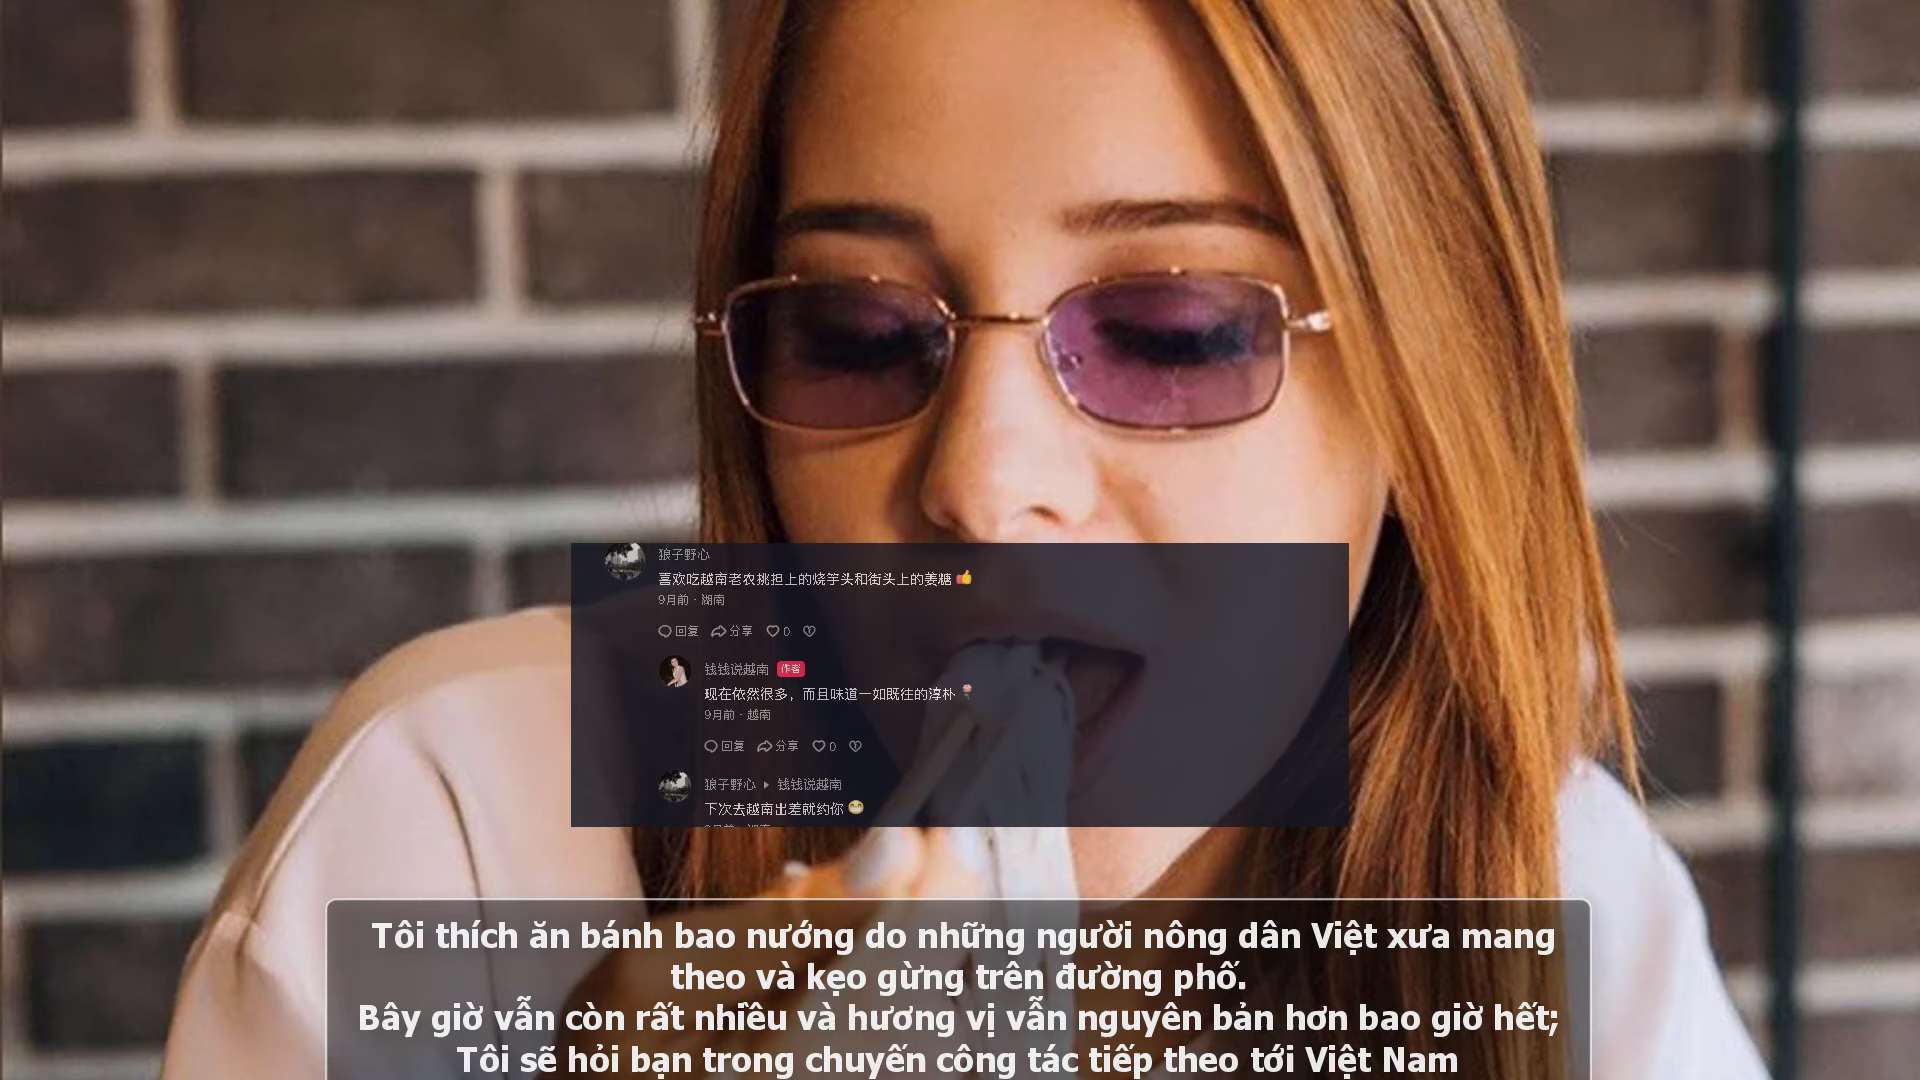 狼子野心
喜欢吃越南老农挑担上的烧竽头和街头上的姜糖
9月前 · 湖南
回复 分享 0
钱钱说越南 作者
现在依然很多，而且味道一如既往的淳朴
9月前 · 越南
回复 分享 0
狼子野心 钱钱说越南
下次去越南出差就约你
Tôi thích ăn bánh bao nướng do những người nông dân Việt xưa mang
theo và kẹo gừng trên đường phố.
Bây giờ vẫn còn rất nhiều và hương vị vẫn nguyên bản hơn bao giờ hết;
Tôi sẽ hỏi bạn trong chuyến công tác tiếp theo tới Việt Nam